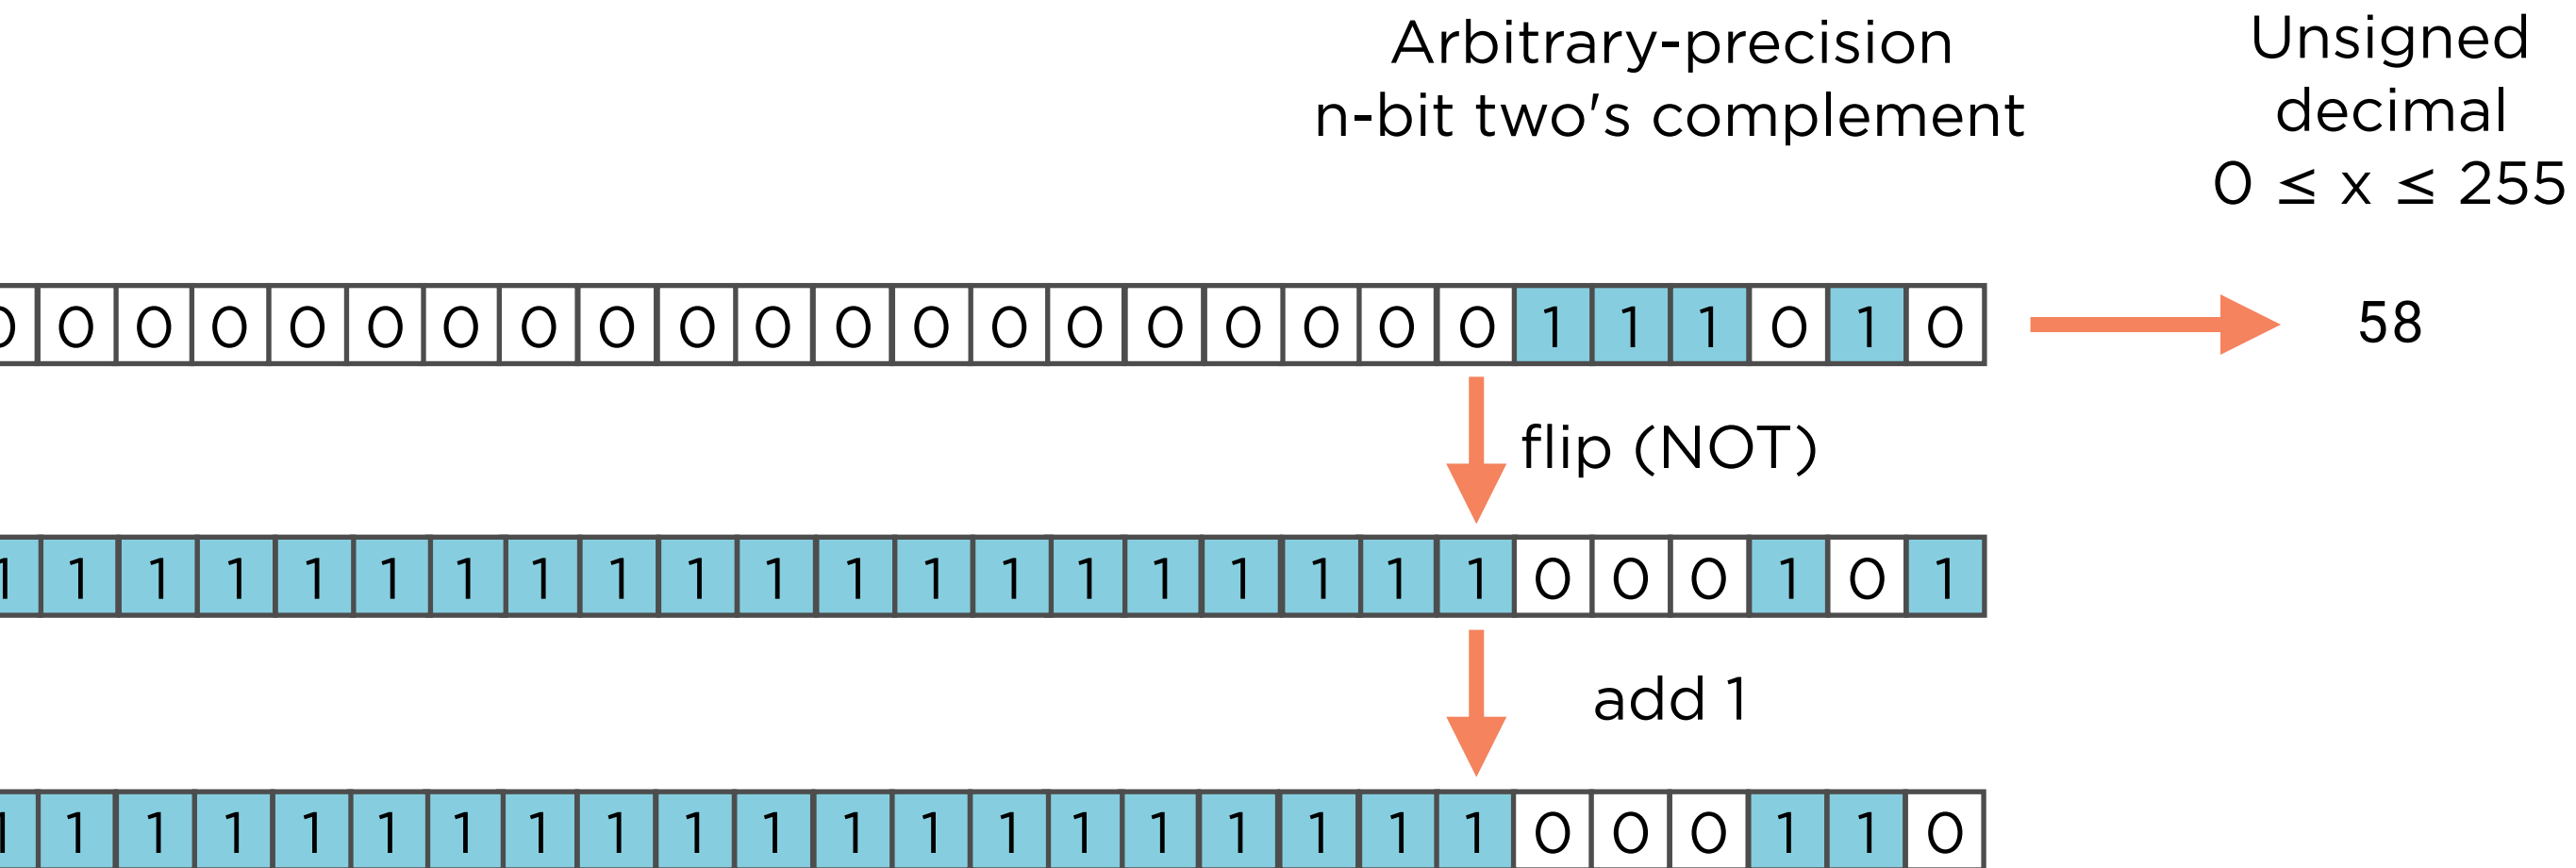 Arbitrary-precision
n-bit two's complement
Unsigned
decimal
0 ≤ x ≤ 255
0 0 0 0 0 0 0 0 0 0 0 0 0 0 0 0 0 0 0 0 1 1 1 0 1 0
58
flip (NOT)
1 1 1 1 1 1 1 1 1 1 1 1 1 1 1 1 1 1 1 1 0 0 0 1 0 1
add 1
1 1 1 1 1 1 1 1 1 1 1 1 1 1 1 1 1 1 1 1 0 0 0 1 1 0